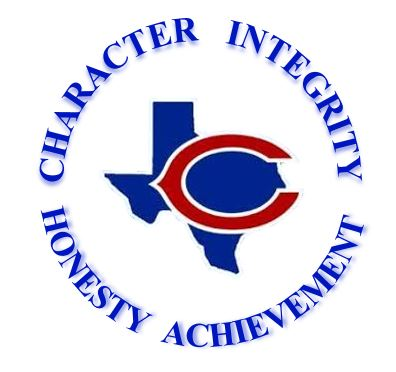 CHARACTER INTEGRITY
HONESTY ACHIEVEMENT
C